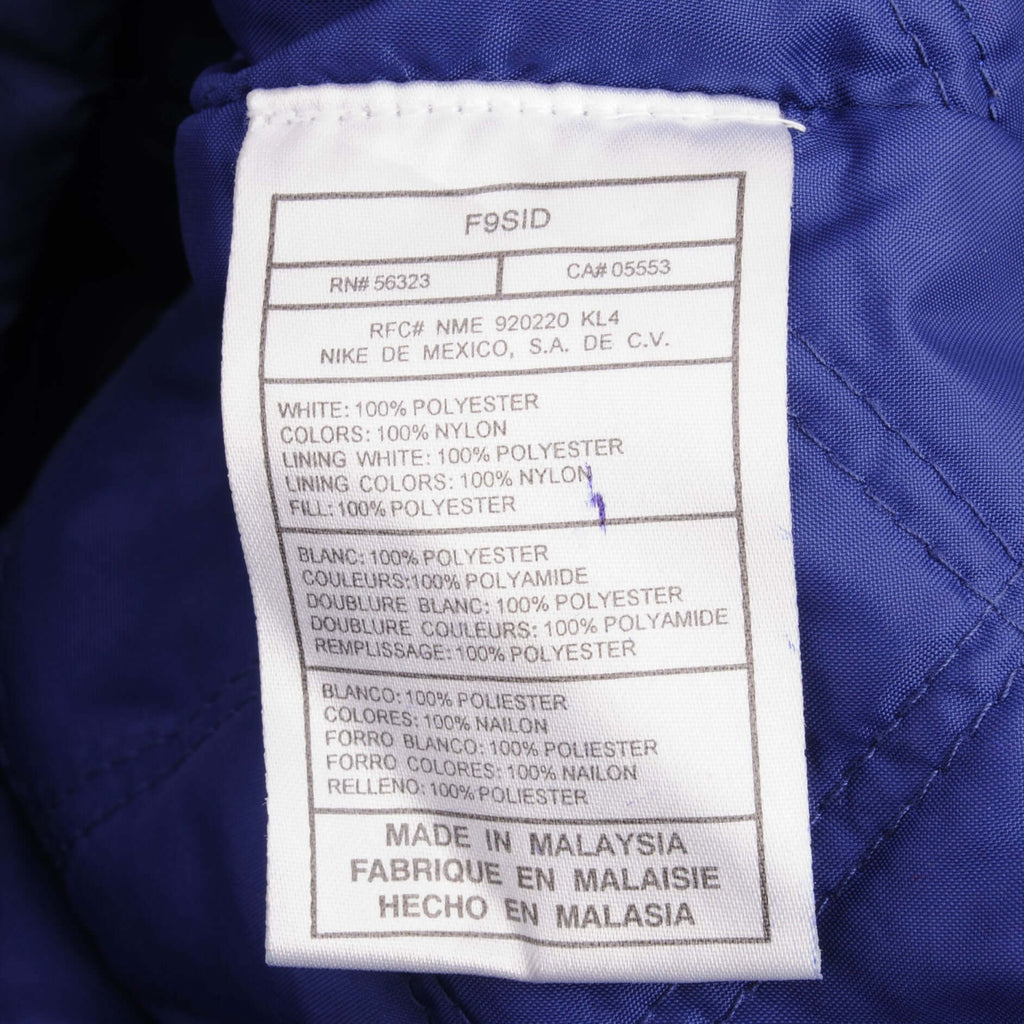 F9SID
RN# 56323
CA# 05553
RFC# NME 920220 KL4
NIKE DE MEXICO, S.A. DE C.V.
WHITE: 100% POLYESTER
COLORS: 100% NYLON
LINING WHITE: 100% POLYESTER
LINING COLORS: 100% NYLON
FILL: 100% POLYESTER
BLANC: 100% POLYESTER
COULEURS:100% POLYAMIDE
DOUBLURE BLANC: 100% POLYESTER
DOUBLURE COULEURS: 100% POLYAMIDE
REMPLISSAGE: 100% POLYESTER
BLANCO: 100% POLIESTER
COLORES: 100% NAILON
FORRO BLANCO: 100% POLIESTER
FORRO COLORES: 100% NAILON
RELLENO: 100% POLIESTER
MADE IN MALAYSIA
FABRIQUE EN MALAISIE
HECHO EN MALASIA